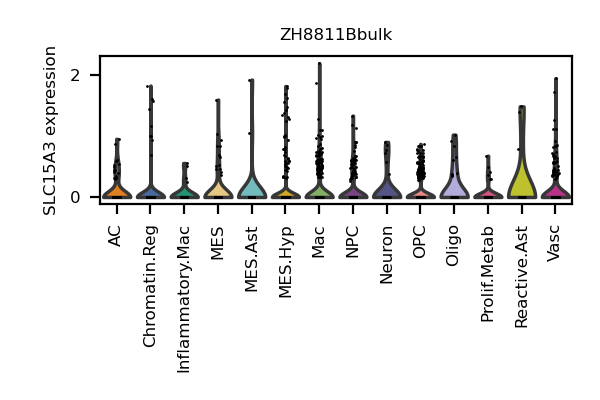 ZH8811Bbulk
SLC15A3 expression
2
0
AC
Chromatin.Reg
Inflammatory.Mac
MES
MES.Ast
MES.Hyp
Mac
NPC
Neuron
OPC
Oligo
Prolif.Metab
Reactive.Ast
Vasc